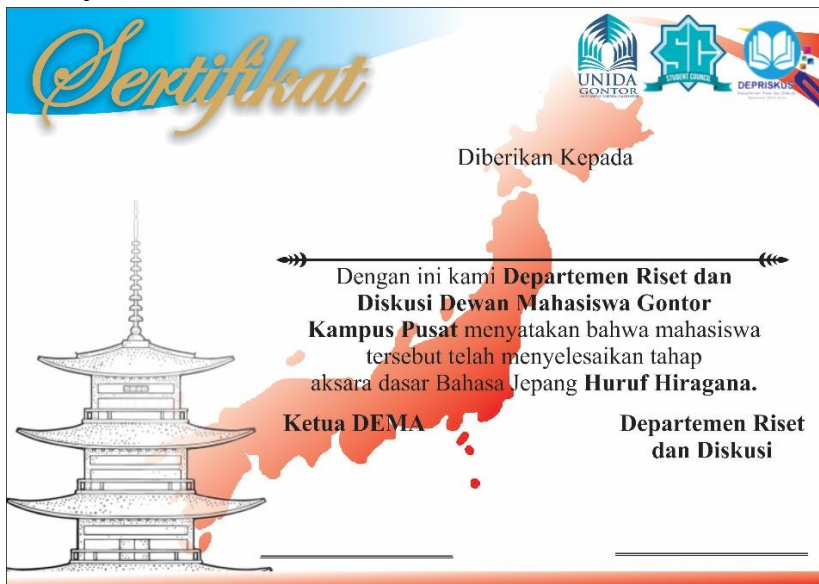 Sertifikat
UNIDA
GONTOR
SC
STUDENT COUNCIL
DEPRISKUS
Diberikan Kepada
Dengan ini kami Departemen Riset dan
Diskusi Dewan Mahasiswa Gontor
Kampus Pusat menyatakan bahwa mahasiswa
tersebut telah menyelesaikan tahap
aksara dasar Bahasa Jepang Huruf Hiragana.
Ketua DEMA
Departemen Riset
dan Diskusi